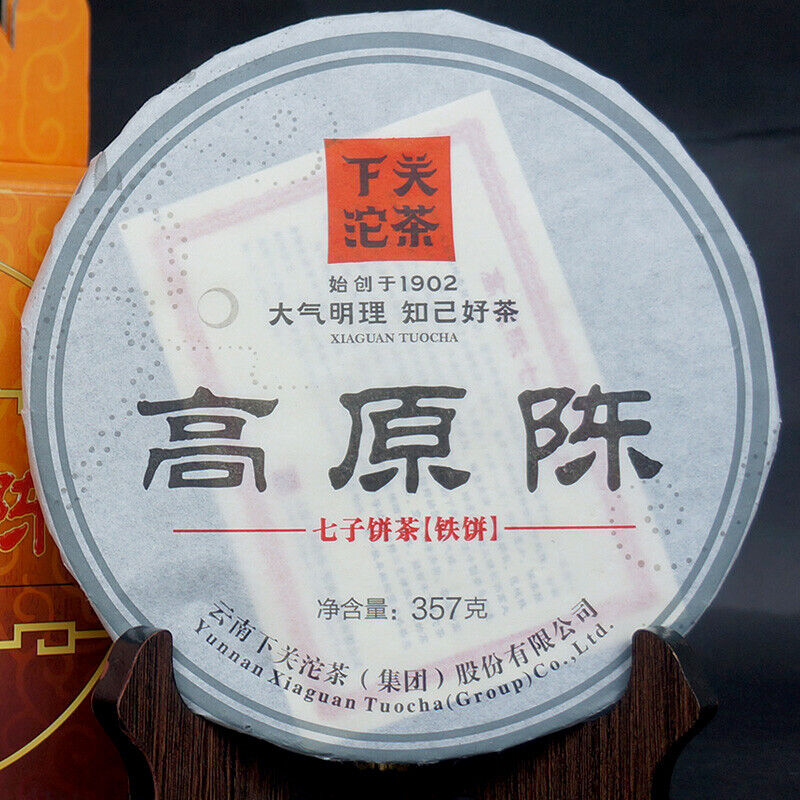 下关
沱茶
始创于1902
大气明理 知己好茶
XIAGUAN TUOCHA
高原陈
七子饼茶【铁饼】
净含量：357克
云南下关沱茶（集团）股份有限公司
Yunnan Xiaguan Tuocha(Group)Co.,Ltd.
陈